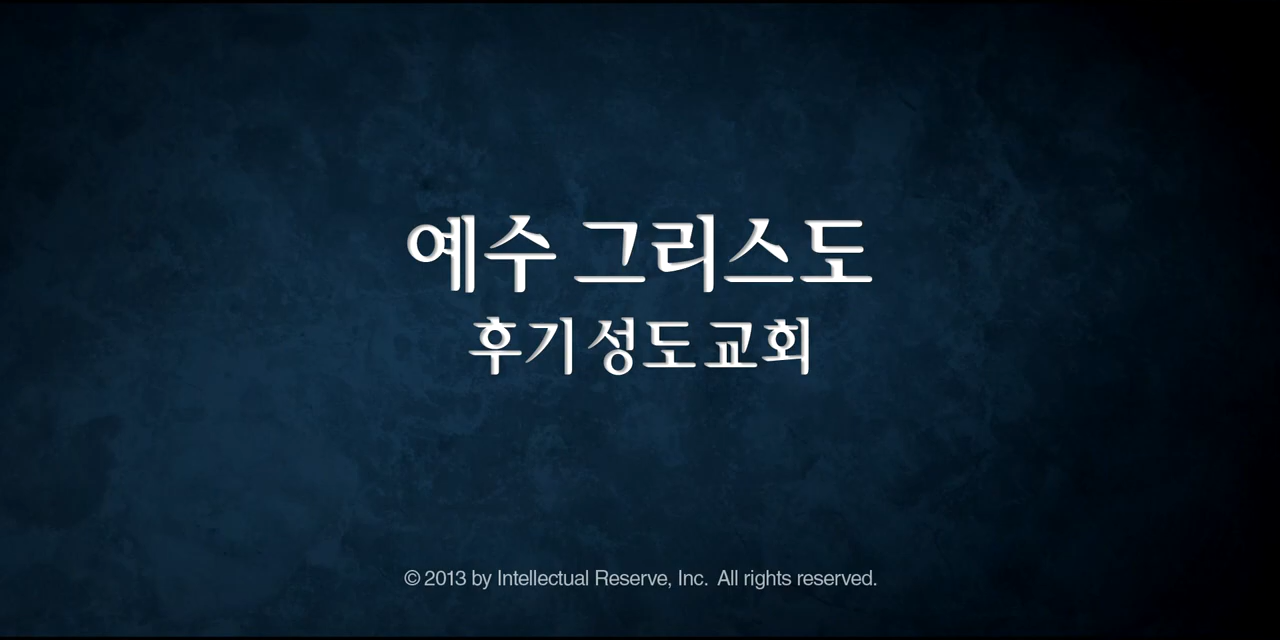 예수 그리스도
후기 성도 교회
© 2013 by Intellectual Reserve, Inc. All rights reserved.